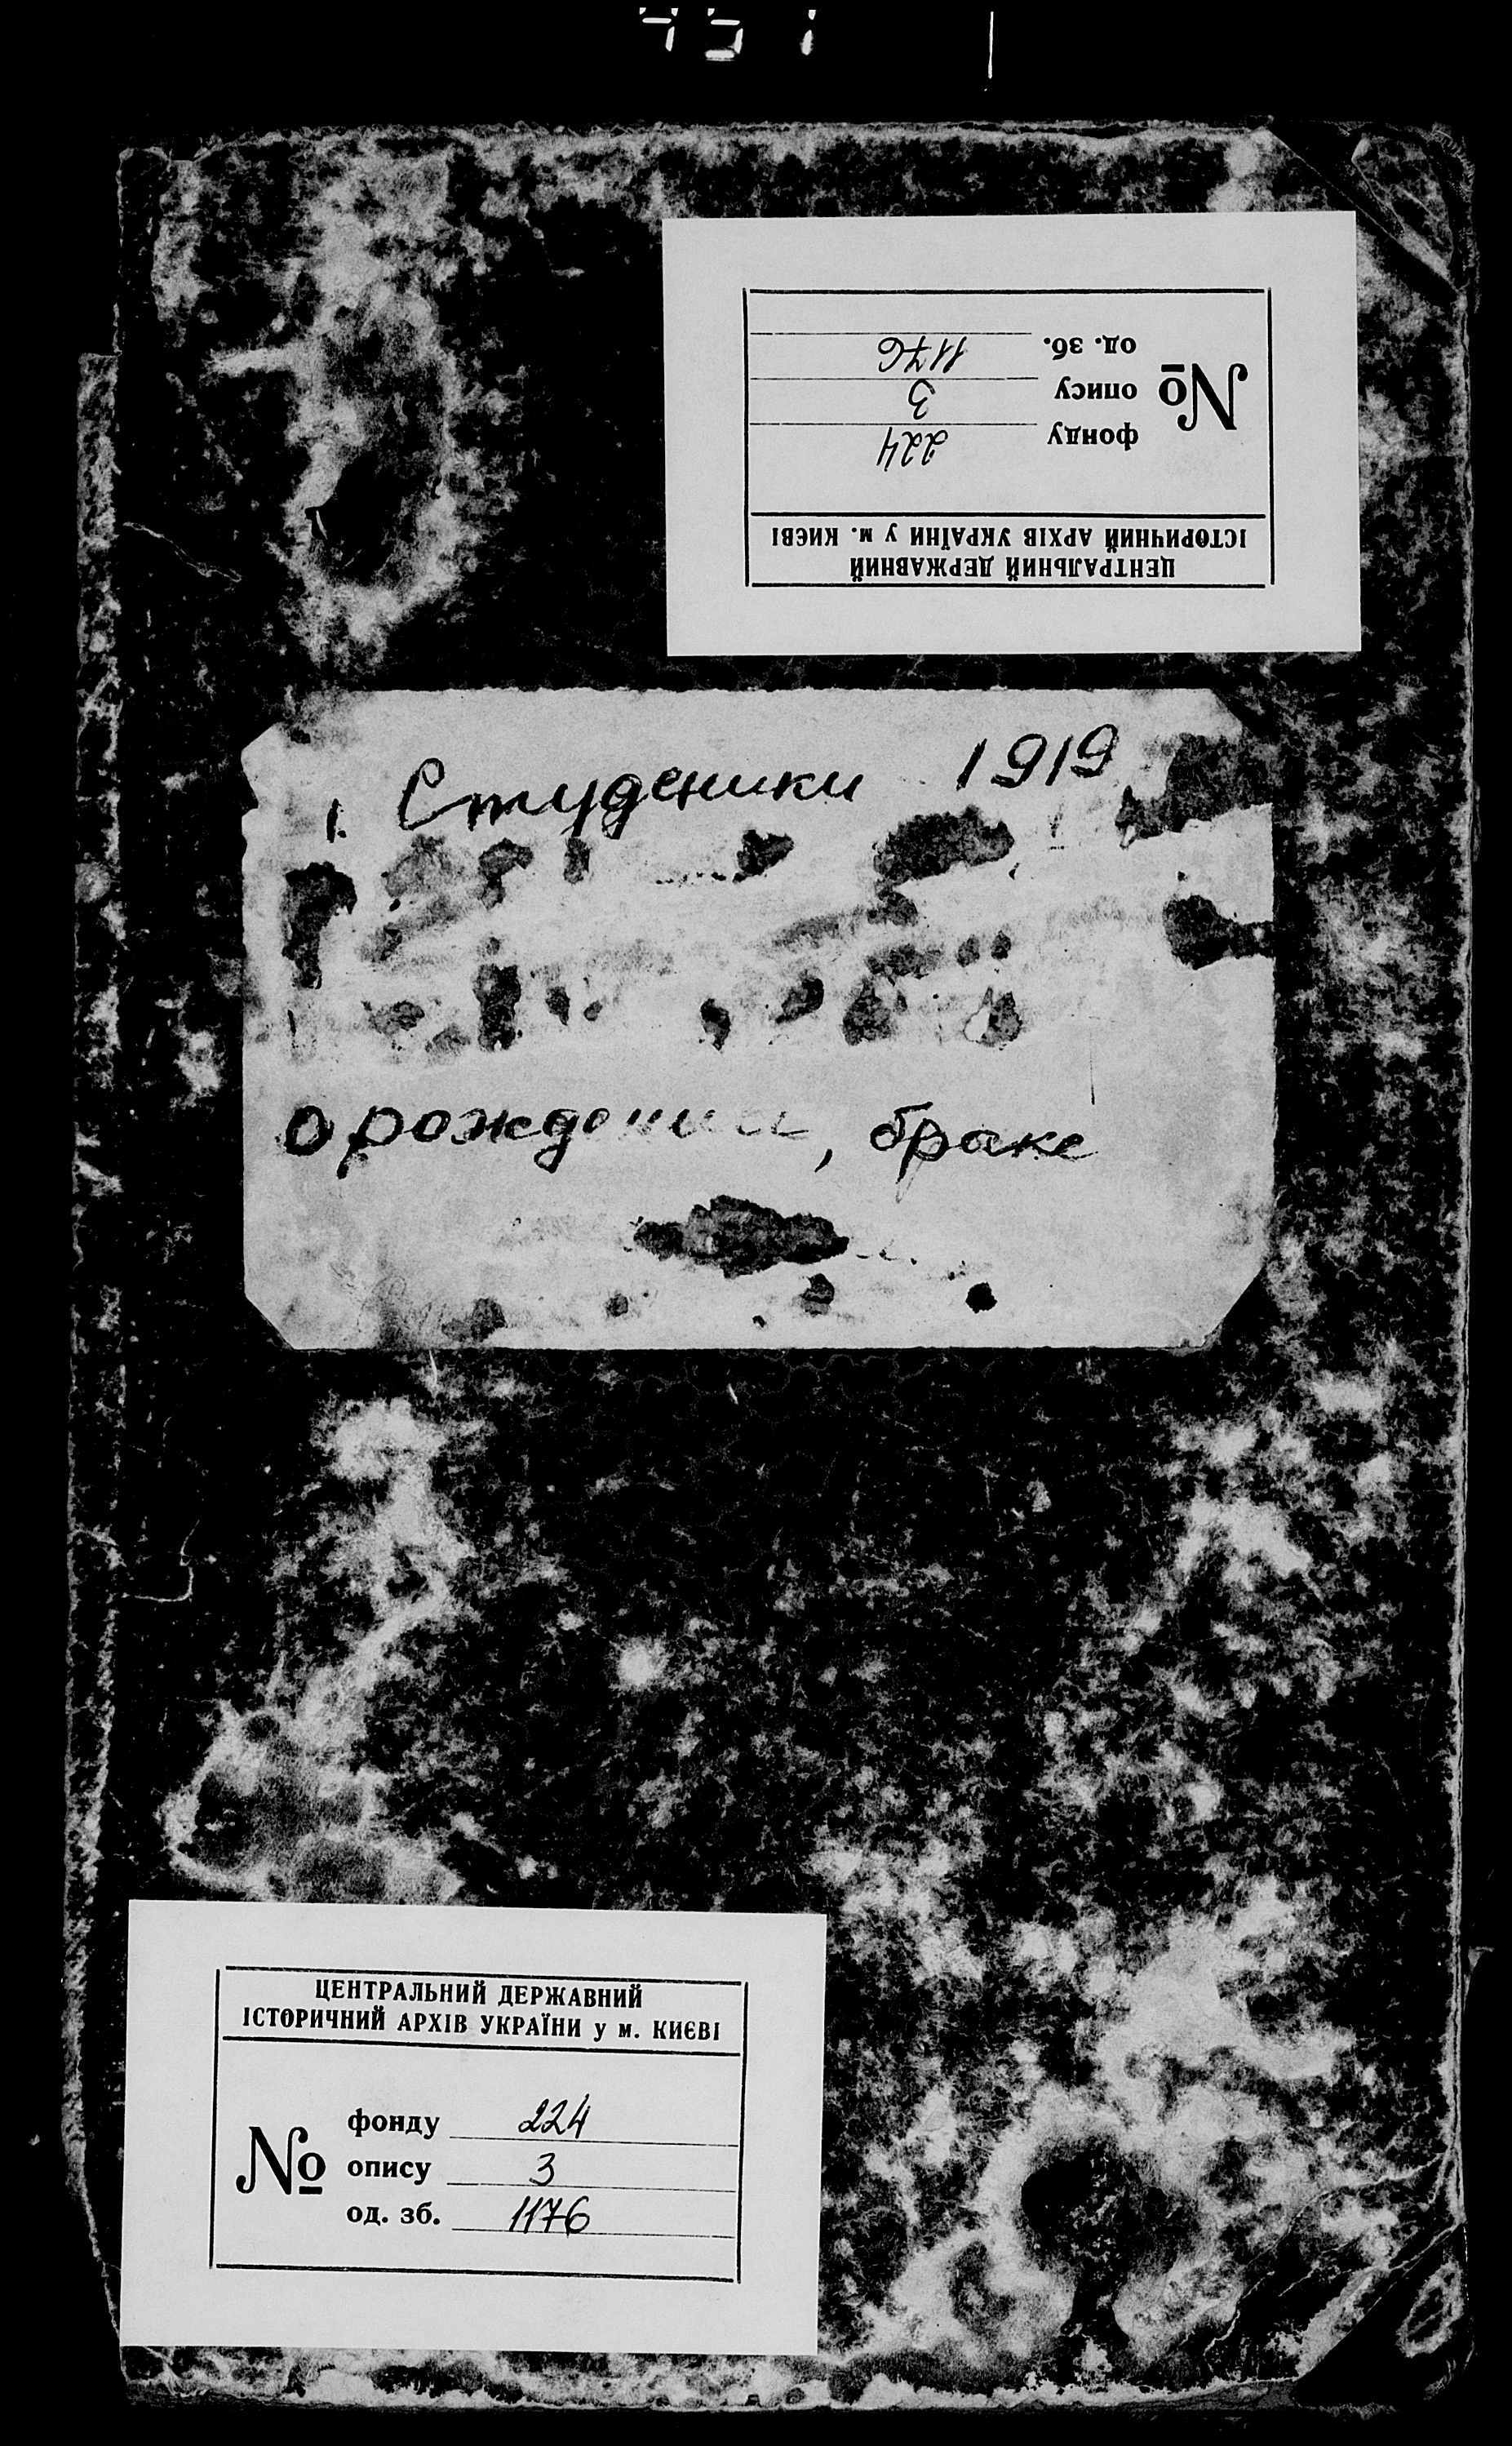 ЦЕНТРАЛЬНИЙ ДЕРЖАВНИЙ
ІСТОРИЧНИЙ АРХІВ УКРАЇНИ у м. КИЄВІ
№
фонду 224
опису 3
од. зб. 1176
1. Студеники 1919
о рождении, браке
ЦЕНТРАЛЬНИЙ ДЕРЖАВНИЙ
ІСТОРИЧНИЙ АРХІВ УКРАЇНИ у м. КИЄВІ
№
фонду 224
опису 3
од. зб. 1176